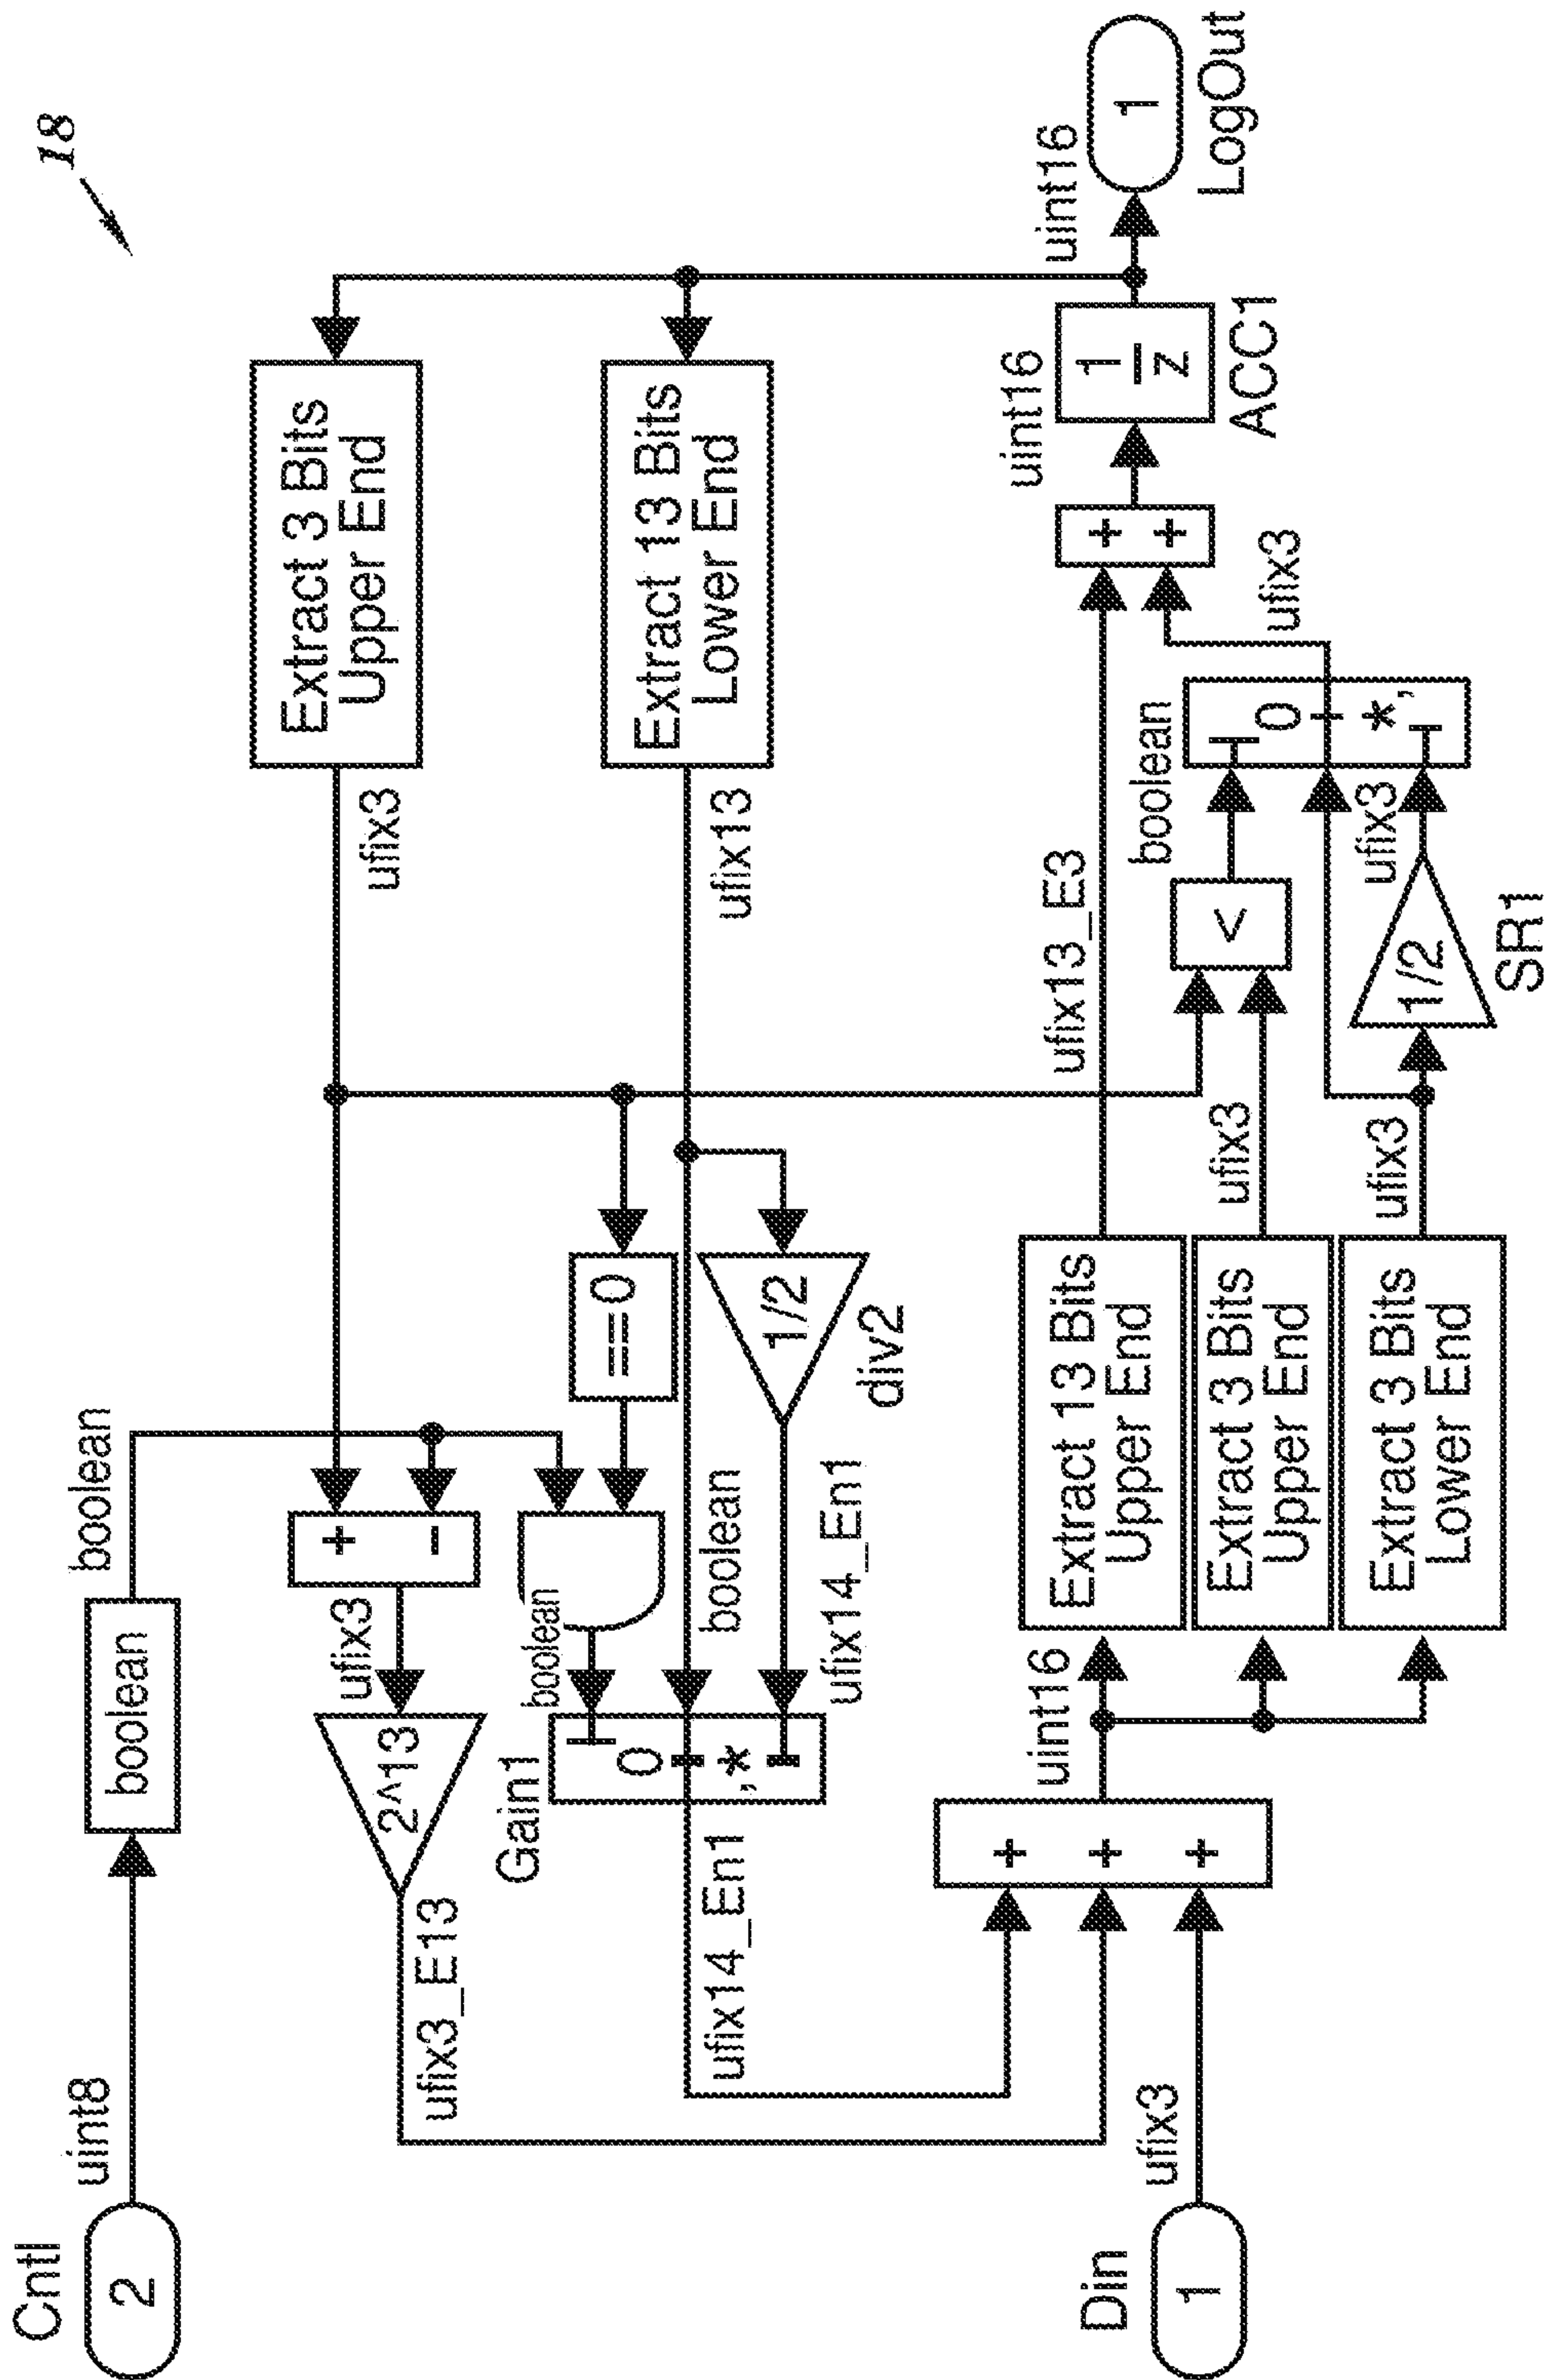 18
Cntl
2
uint8
boolean
boolean
+
-
ufix3
2^13
ufix3_E13
Extract 3 Bits
Upper End
ufix3
Extract 13 Bits
Lower End
ufix13
==0
boolean
boolean
1/2
div2
ufix14_En1
Gain1
0
,*
ufix14_En1
Din
1
ufix3
+
+
+
uint16
Extract 13 Bits
Upper End
Extract 3 Bits
Upper End
Extract 3 Bits
Lower End
ufix13_E3
ufix3
ufix3
<
boolean
1/2
SR1
ufix3
0
*,
ufix3
+
+
uint16
1
z
ACC1
uint16
1
LogOut